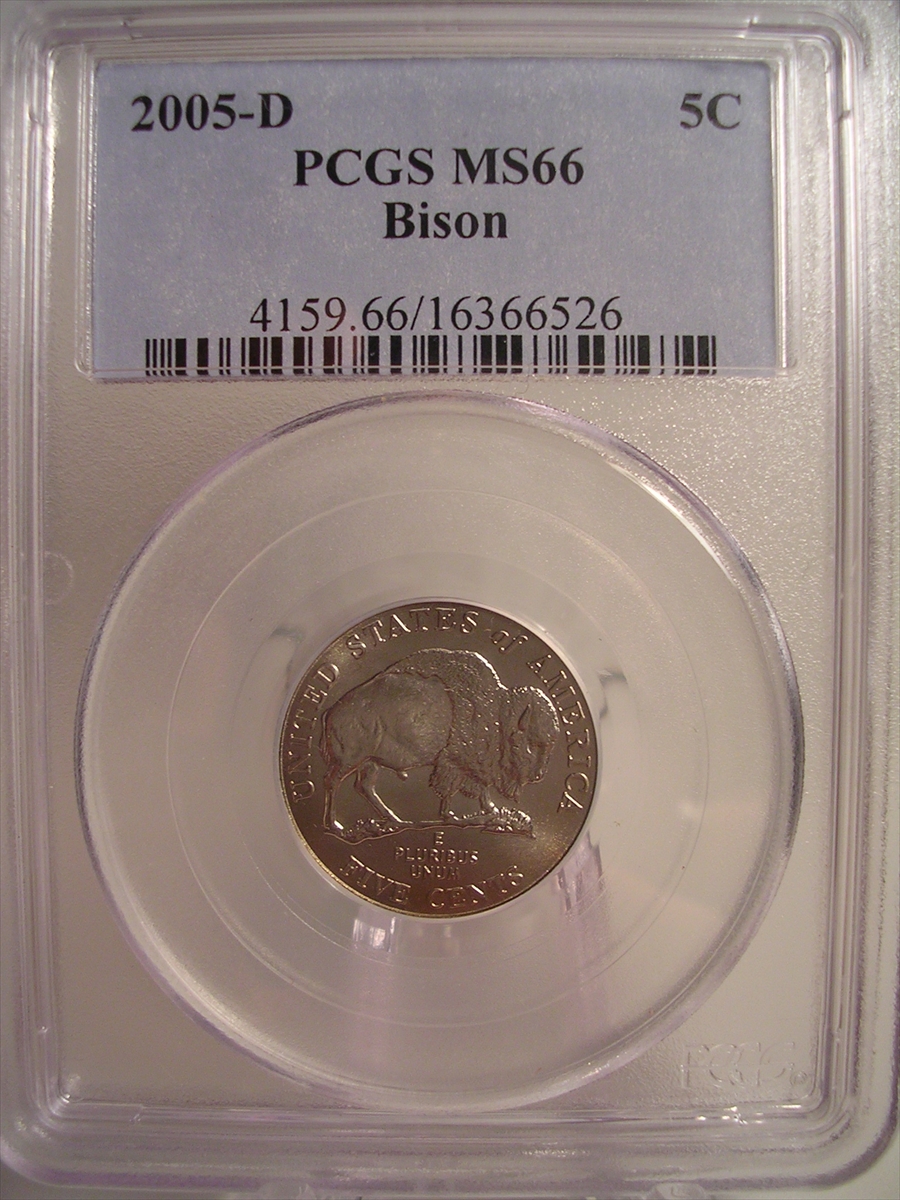 2005-D 5C
PCGS MS66
Bison
4159.66/16366526
UNITED STATES of AMERICA
E
PLURIBUS
UNUM
FIVE CENTS
PCGS